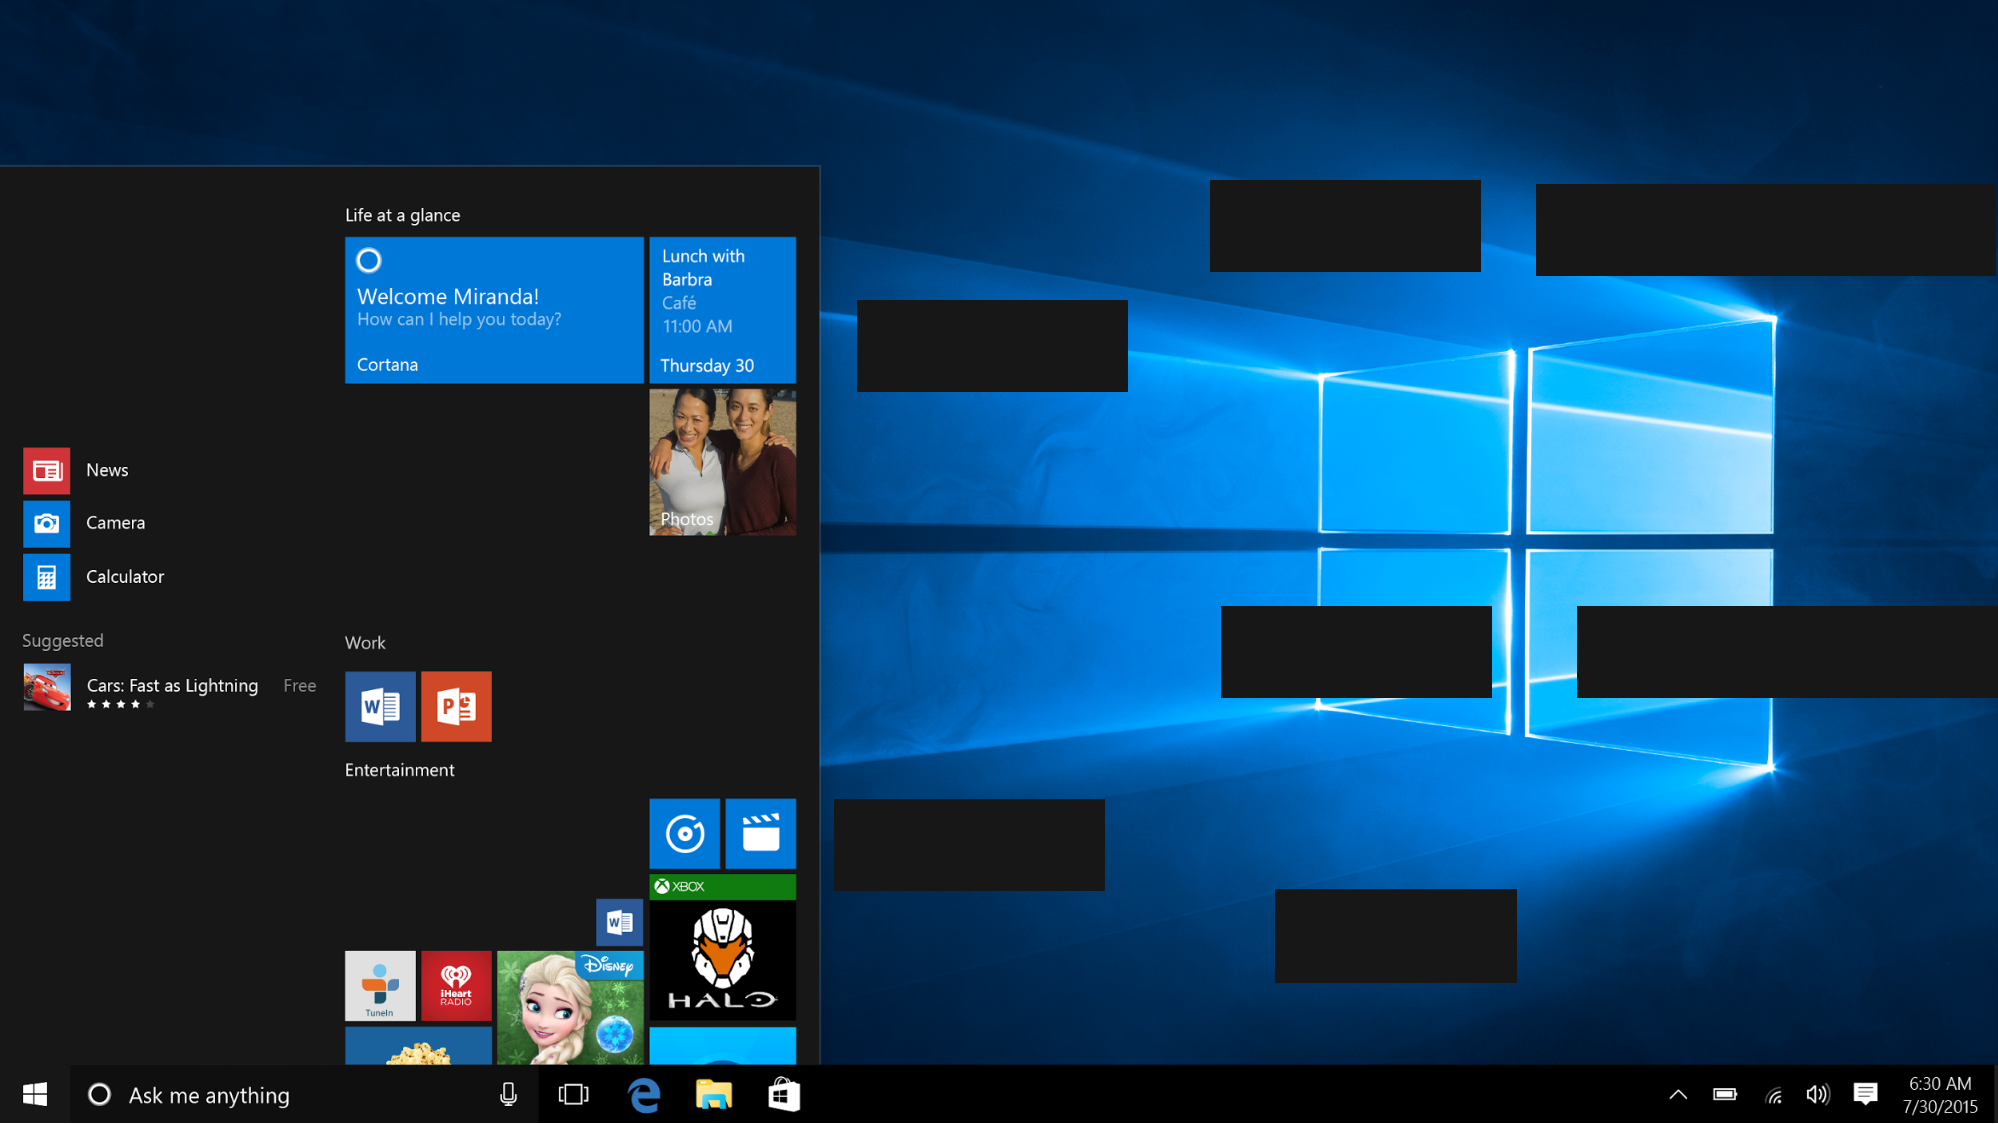 Life at a glance
Welcome Miranda!
How can I help you today?
Cortana
Lunch with
Barbra
Café
11:00 AM
Thursday 30
Photos
News
Camera
Calculator
Suggested
Cars: Fast as Lightning
Free
Work
W
P
Entertainment
XBOX
W
HALO
TuneIn
iHeart
RADIO
Disney
Ask me anything
6:30 AM
7/30/2015